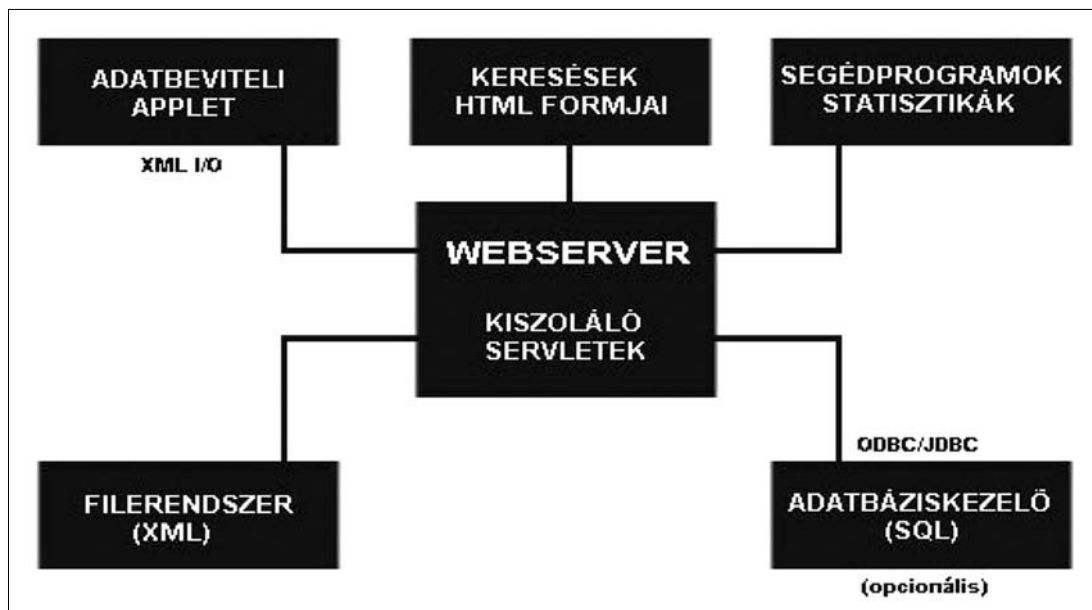 ADATBEVITELI
APPLET
XML I/O
KERESÉSEK
HTML FORMJAI
SEGÉDPROGRAMOK
STATISZTIKÁK
WEBSERVER
KISZOLÁLÓ
SERVLETEK
FILERENDSZER
(XML)
ODBC/JDBC
ADATBÁZISKEZELŐ
(SQL)
(opcionális)